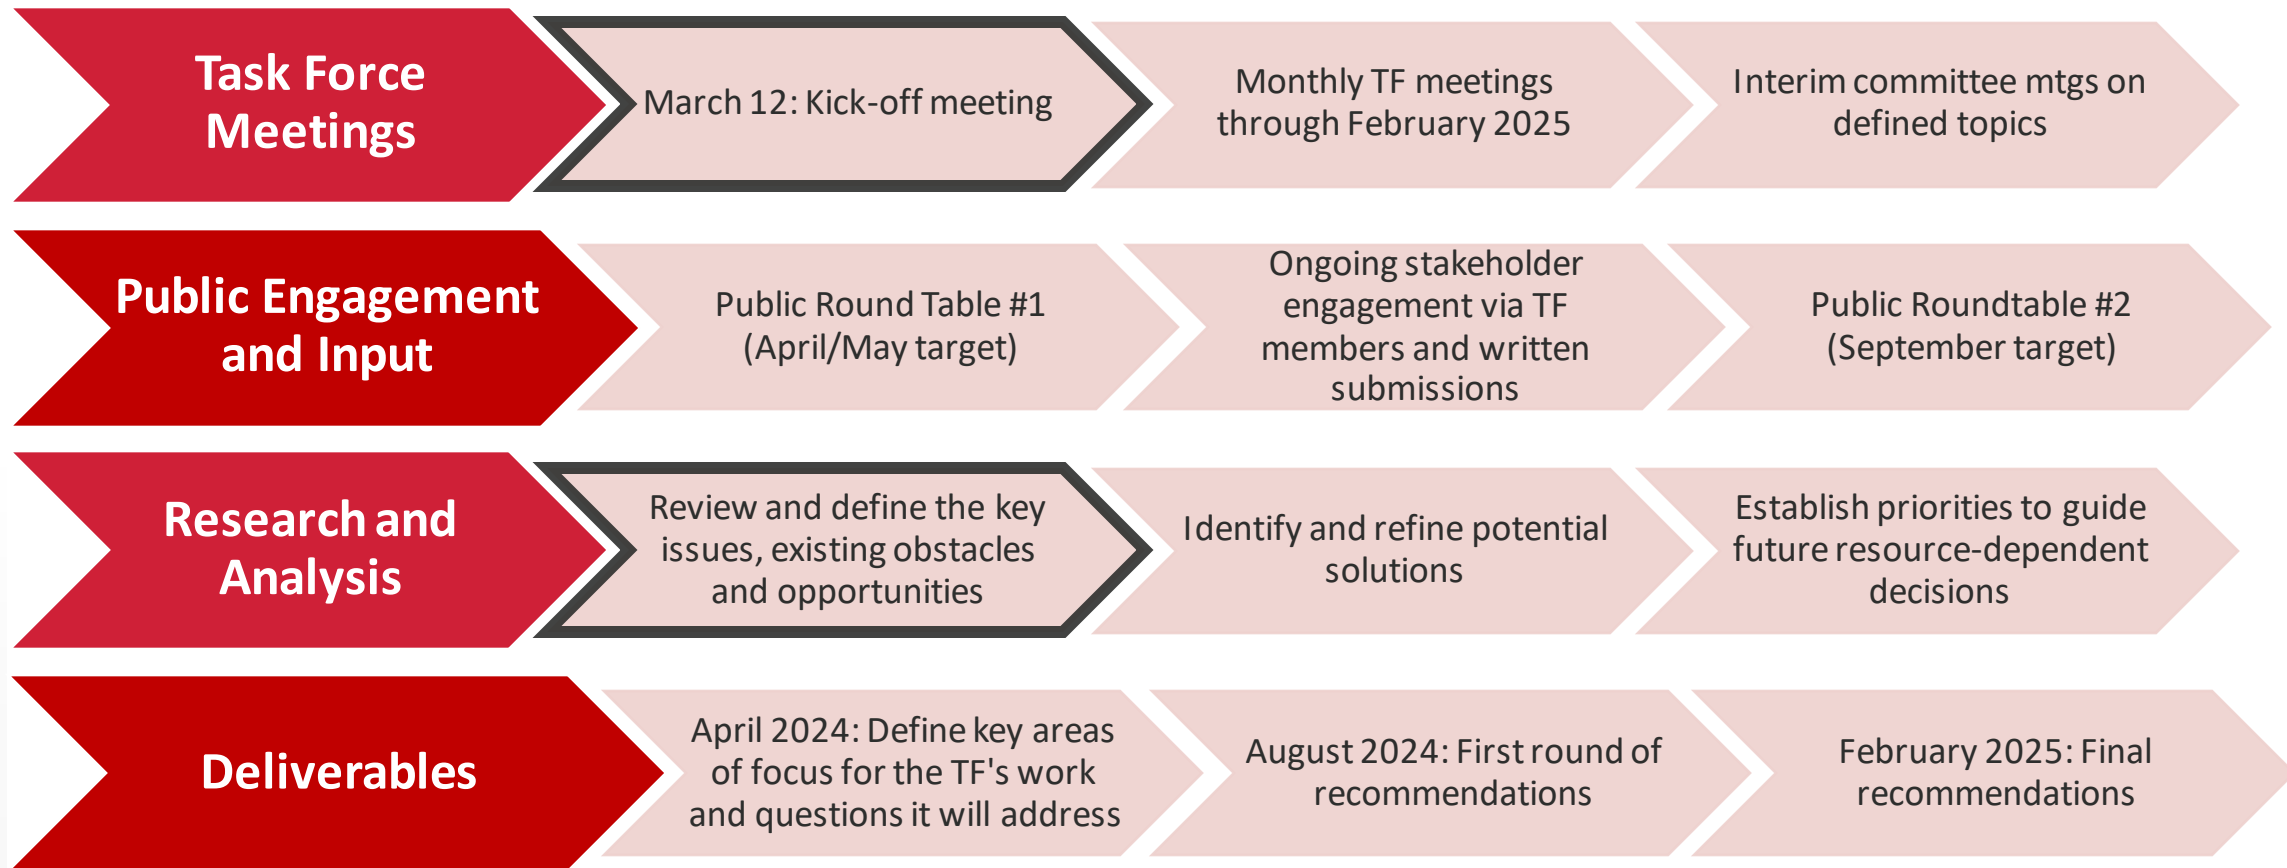 Task Force
Meetings
March 12: Kick-off meeting
Monthly TF meetings
through February 2025
Interim committee mtgs on
defined topics
Public Engagement
and Input
Public Round Table #1
(April/May target)
Ongoing stakeholder
engagement via TF
members and written
submissions
Public Roundtable #2
(September target)
Research and
Analysis
Review and define the key
issues, existing obstacles
and opportunities
Identify and refine potential
solutions
Establish priorities to guide
future resource-dependent
decisions
Deliverables
April 2024: Define key areas
of focus for the TF's work
and questions it will address
August 2024: First round of
recommendations
February 2025: Final
recommendations